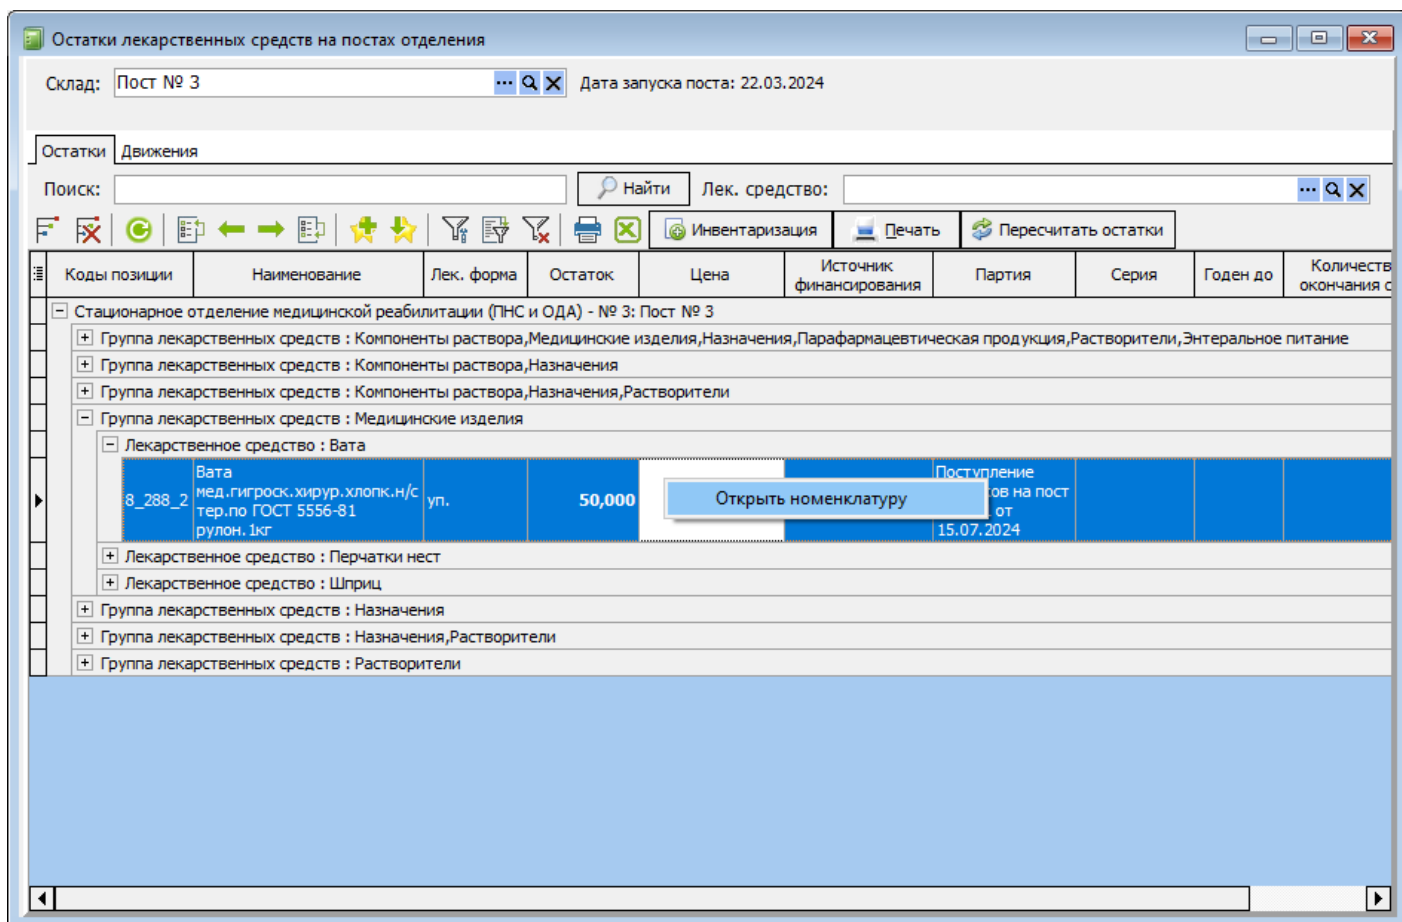 Остатки лекарственных средств на постах отделения
Склад: Пост № 3 Дата запуска поста: 22.03.2024
Остатки Движения
Поиск: Найти Лек. средство:
Инвентаризация Печать Пересчитать остатки
Коды позиции Наименование Лек. форма Остаток Цена Источник финансирования Партия Серия Годен до Количеств окончания с
Стационарное отделение медицинской реабилитации (ПНС и ОДА) - № 3: Пост № 3
Группа лекарственных средств : Компоненты раствора,Медицинские изделия,Назначения,Парафармацевтическая продукция,Растворители,Энтеральное питание
Группа лекарственных средств : Компоненты раствора,Назначения
Группа лекарственных средств : Компоненты раствора,Назначения,Растворители
Группа лекарственных средств : Медицинские изделия
Лекарственное средство : Вата
8_288_2
Вата
мед.гигроск.хирур.хлопк.н/с
тер.по ГОСТ 5556-81
рулон.1кг
уп.
50,000
Открыть номенклатуру
Поступление
ов на пост
от
15.07.2024
Лекарственное средство : Перчатки нест
Лекарственное средство : Шприц
Группа лекарственных средств : Назначения
Группа лекарственных средств : Назначения,Растворители
Группа лекарственных средств : Растворители